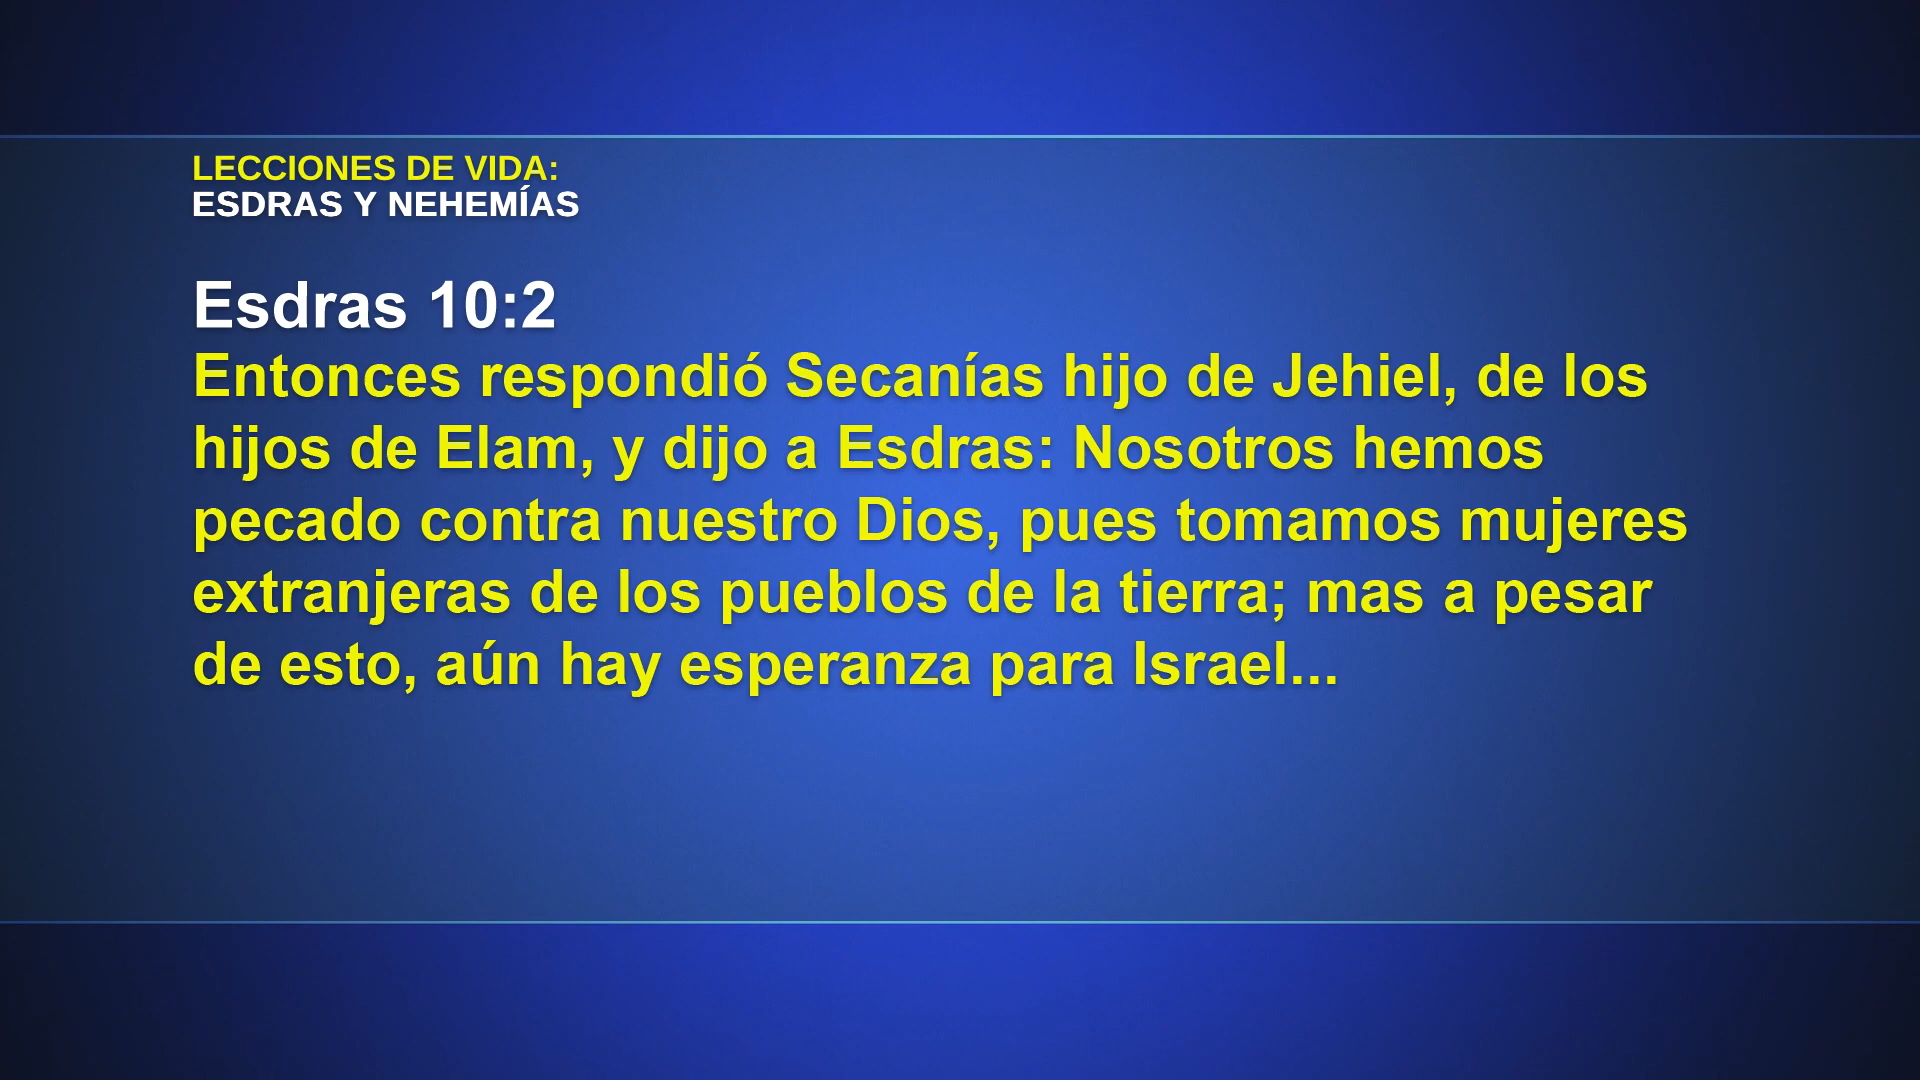 LECCIONES DE VIDA:
ESDRAS Y NEHEMÍAS
Esdras 10:2
Entonces respondió Secanías hijo de Jehiel, de los
hijos de Elam, y dijo a Esdras: Nosotros hemos
pecado contra nuestro Dios, pues tomamos mujeres
extranjeras de los pueblos de la tierra; mas a pesar
de esto, aún hay esperanza para Israel...